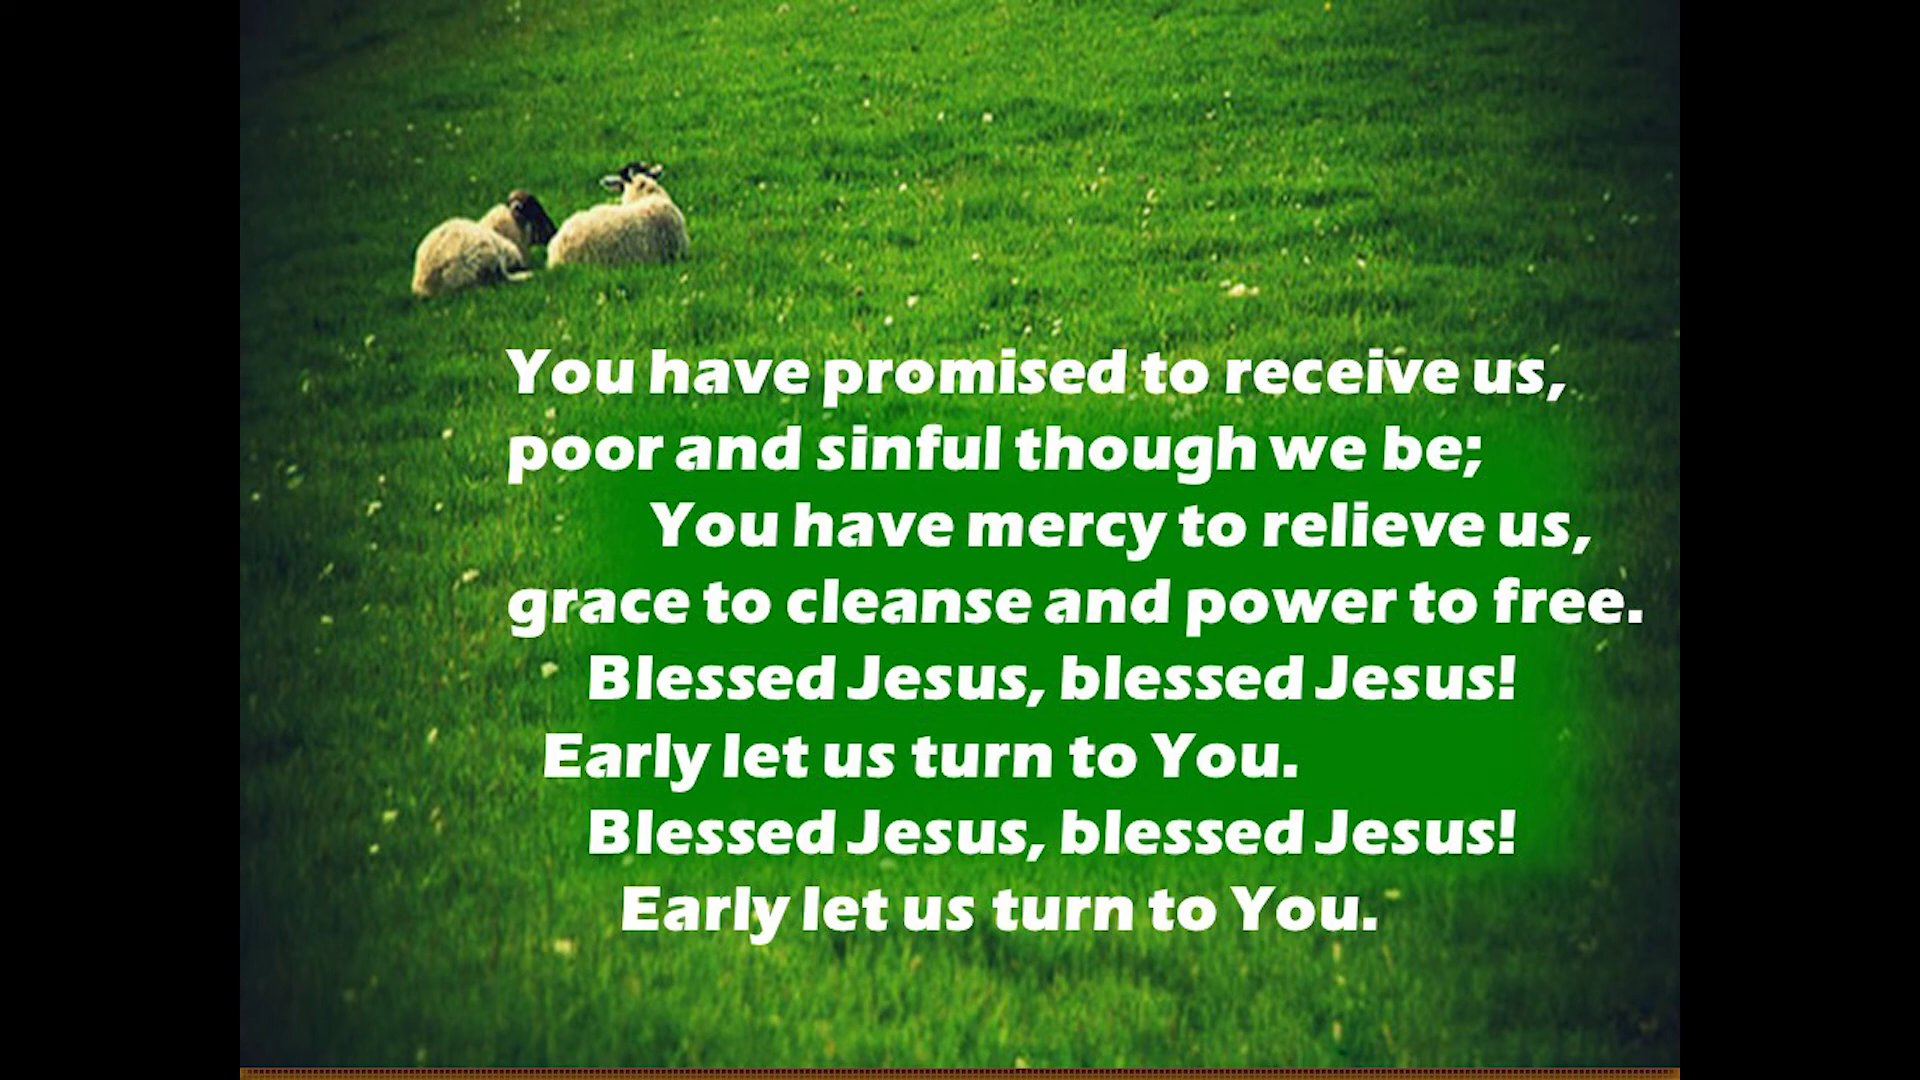 You have promised to receive us,
poor and sinful though we be;
You have mercy to relieve us,
grace to cleanse and power to free.
Blessed Jesus, blessed Jesus!
Early let us turn to You.
Blessed Jesus, blessed Jesus!
Early let us turn to You.